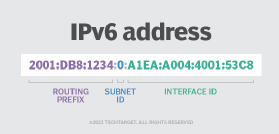 IPv6 address
2001:DB8:1234:0:A1EA:A004:4001:53C8
ROUTING PREFIX
SUBNET ID
INTERFACE ID
©2023 TECHTARGET. ALL RIGHTS RESERVED